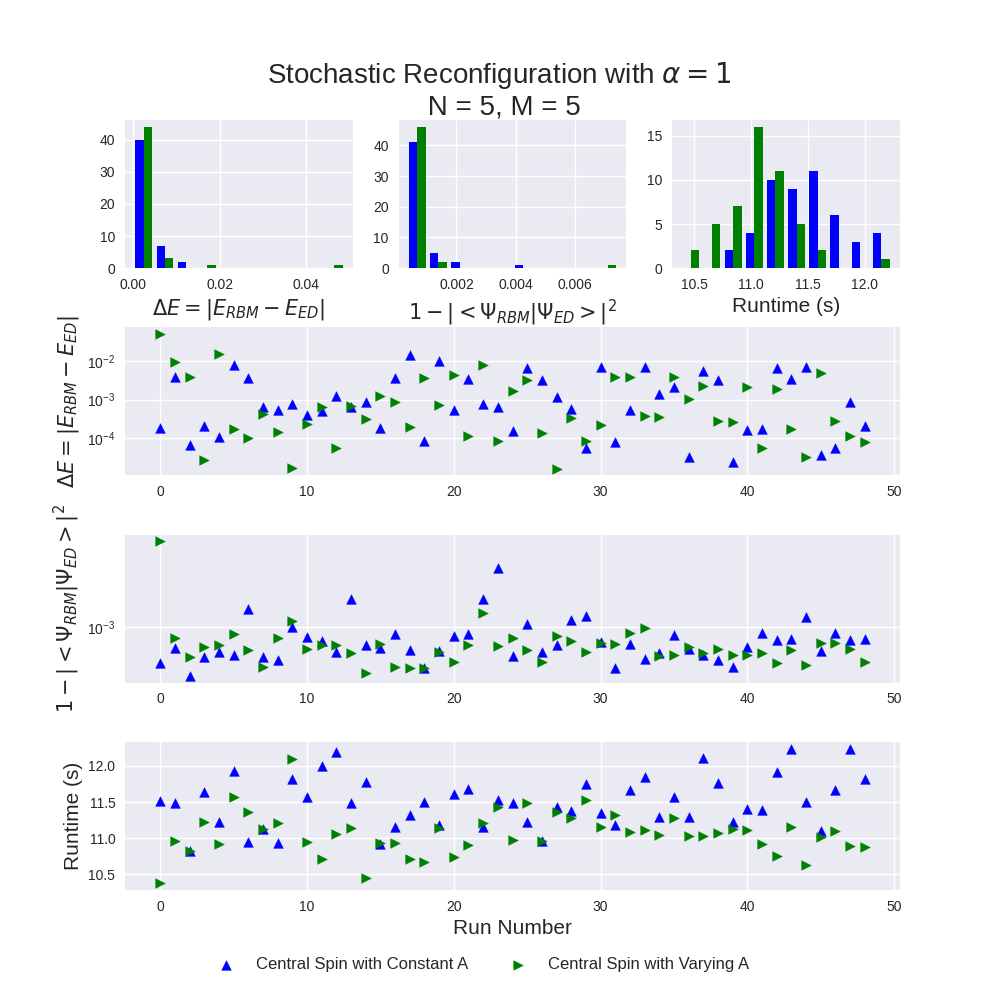 Stochastic Reconfiguration with α = 1
N = 5, M = 5
40
30
20
10
0
0.00 0.02 0.04
ΔE = |E_RBM − E_ED|
40
30
20
10
0
0.002 0.004 0.006
1 − | < Ψ_RBM|Ψ_ED > |²
15
10
5
0
10.5 11.0 11.5 12.0
Runtime (s)
ΔE = |E_RBM − E_ED|
10⁻²
10⁻³
10⁻⁴
0 10 20 30 40 50
1 − | < Ψ_RBM|Ψ_ED > |²
10⁻³
0 10 20 30 40 50
Runtime (s)
12.0
11.5
11.0
10.5
0 10 20 30 40 50
Run Number
Central Spin with Constant A Central Spin with Varying A